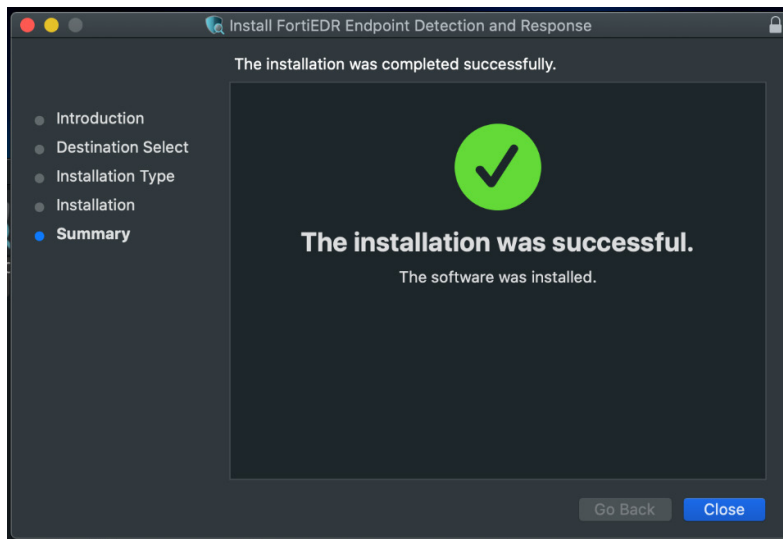 Install FortiEDR Endpoint Detection and Response
The installation was completed successfully.
Introduction
Destination Select
Installation Type
Installation
Summary
The installation was successful.
The software was installed.
Go Back
Close